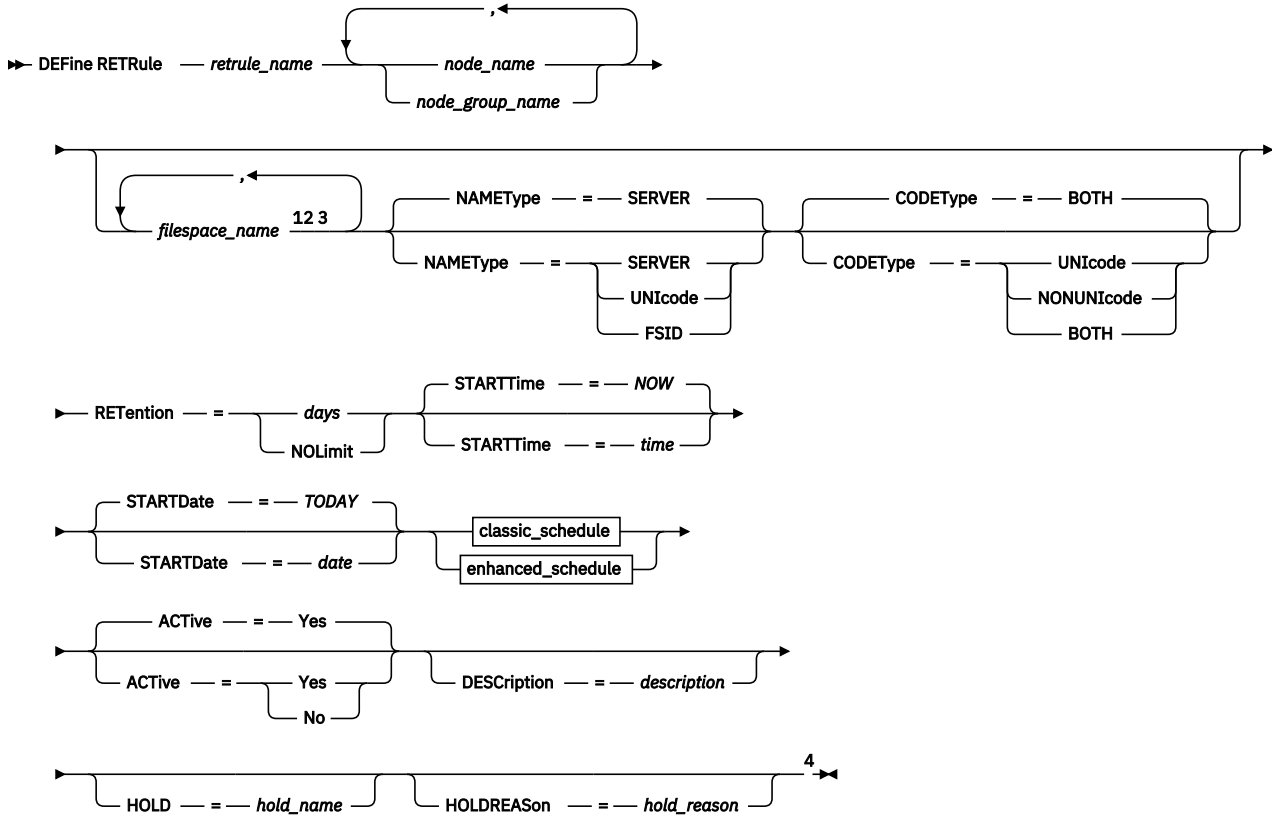 ,
DEFine RETRule retrule_name node_name
node_group_name
,
filespace_name 12 3
NAMEType = SERVER CODEType = BOTH
NAMEType = SERVER CODEType = UNIcode
UNIcode NONUNIcode
FSID BOTH
STARTTime = NOW
RETention = days
NOLimit STARTTime = time
STARTDate = TODAY
STARTDate = date
classic_schedule
enhanced_schedule
ACTive = Yes
ACTive = Yes DESCription = description
No
4
HOLD = hold_name HOLDREASon = hold_reason